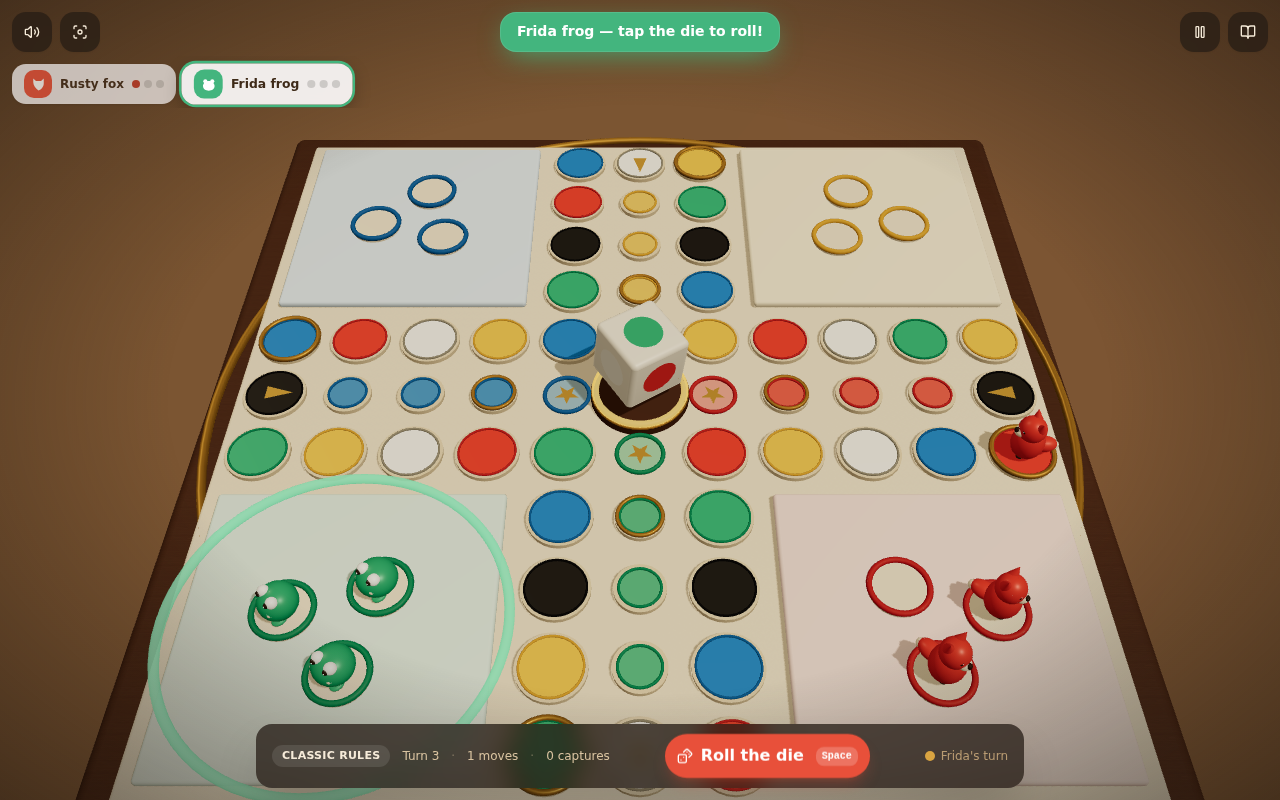 Frida frog — tap the die to roll!
Rusty fox
Frida frog
CLASSIC RULES
Turn 3 · 1 moves · 0 captures
Roll the die
Space
Frida's turn